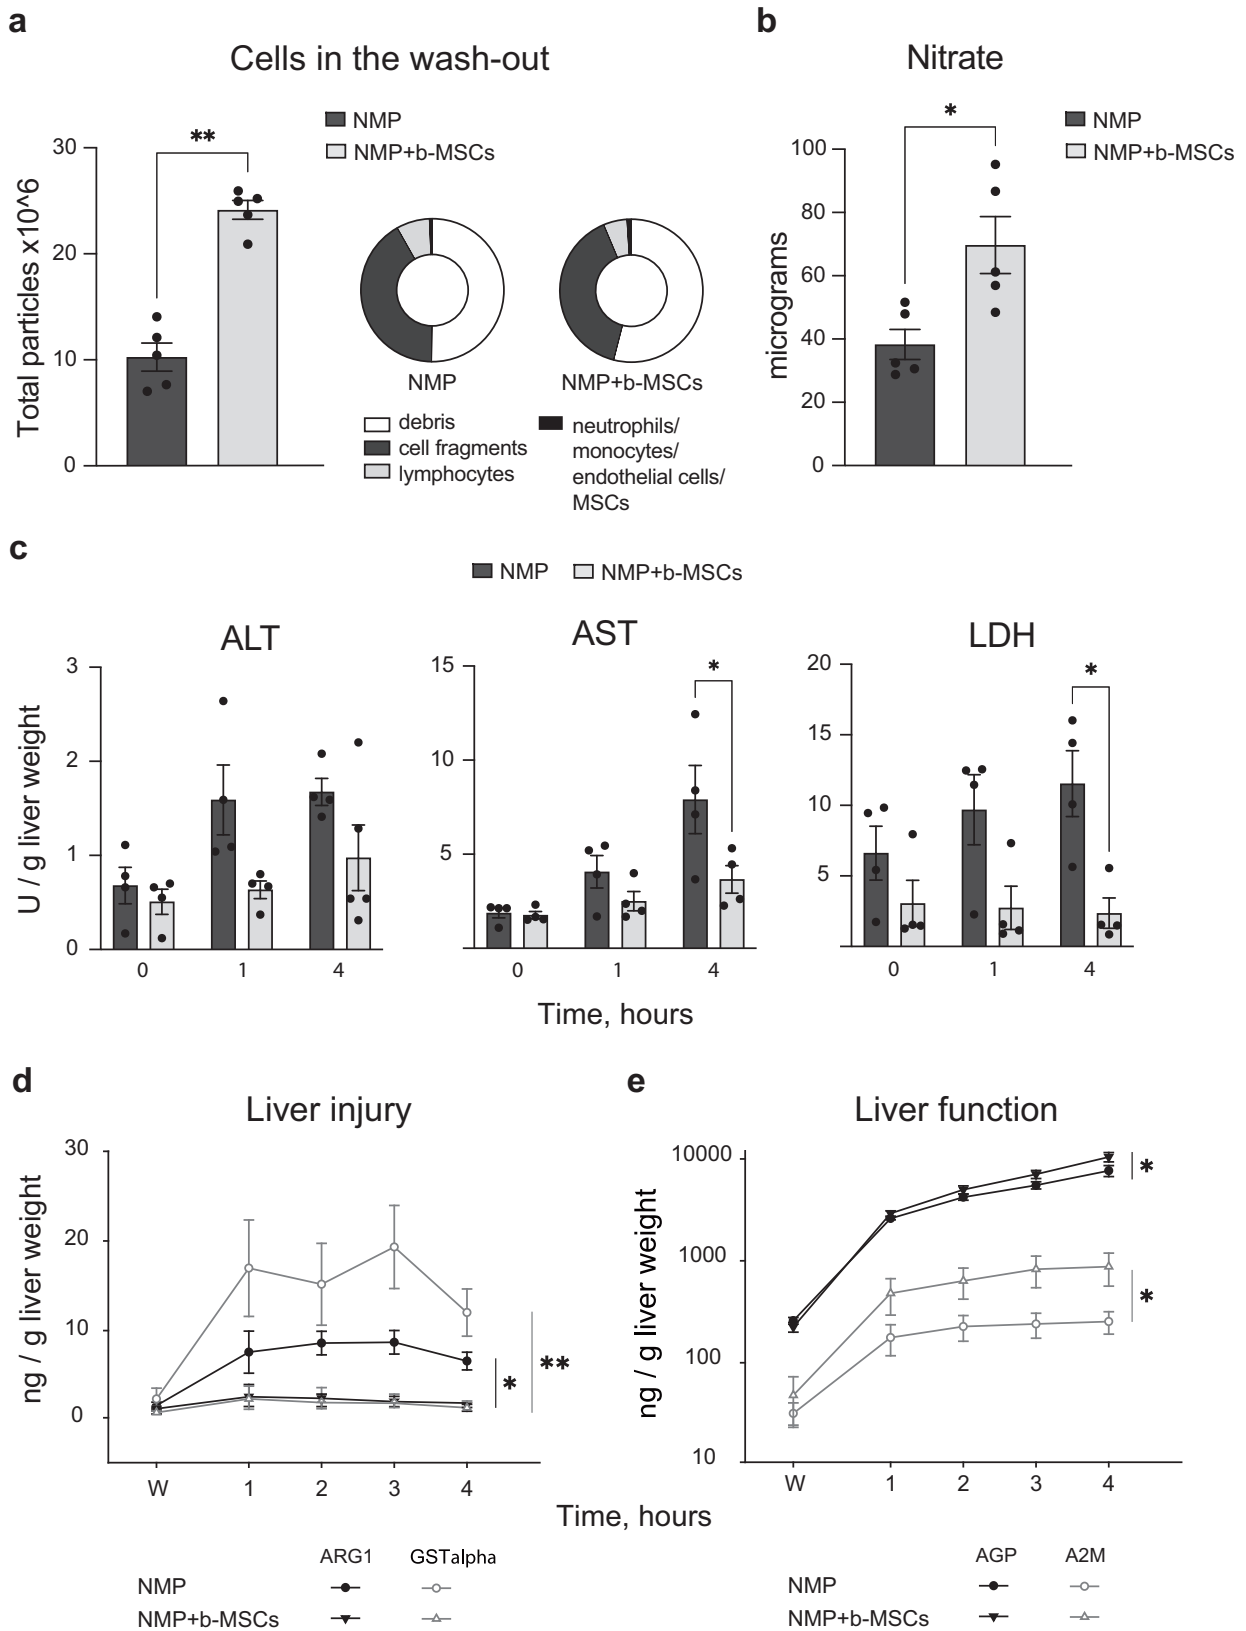 a
Cells in the wash-out
NMP
NMP+b-MSCs
**
Total particles x10^6
30
20
10
0
NMP
NMP+b-MSCs
debris
cell fragments
lymphocytes
neutrophils/
monocytes/
endothelial cells/
MSCs
b
Nitrate
NMP
NMP+b-MSCs
*
micrograms
100
80
60
40
20
0
c
NMP
NMP+b-MSCs
U / g liver weight
ALT
3
2
1
0
0 1 4
AST
*
15
10
5
0 1 4
LDH
*
20
15
10
5
0 1 4
Time, hours
d
Liver injury
ng / g liver weight
30
20
10
0
*
**
W 1 2 3 4
e
Liver function
ng / g liver weight
10000
1000
100
10
*
*
W 1 2 3 4
Time, hours
ARG1 GSTalpha
NMP
NMP+b-MSCs
AGP A2M
NMP
NMP+b-MSCs